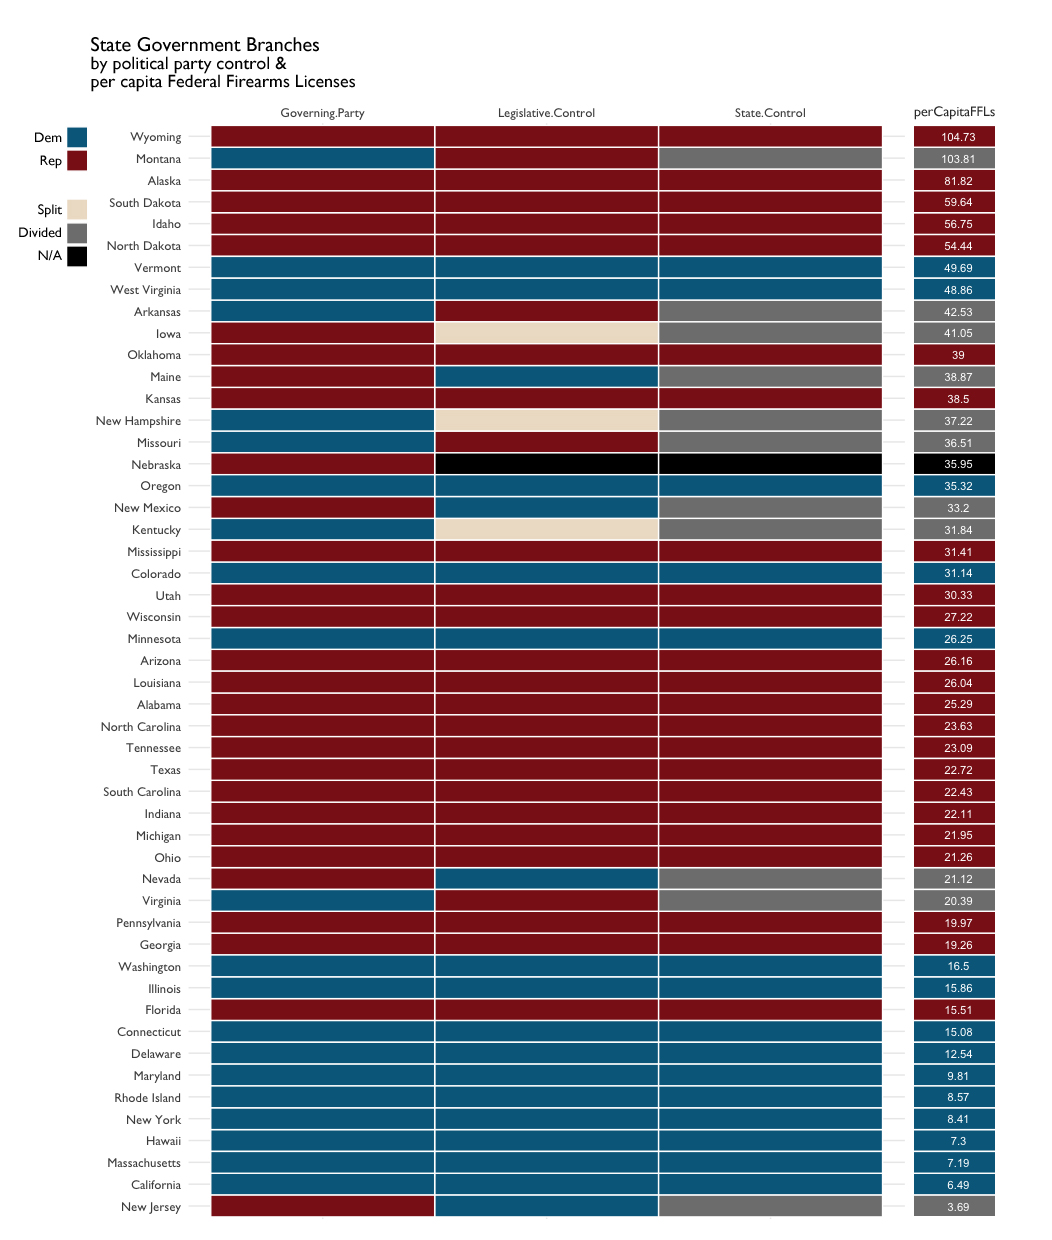 State Government Branches
by political party control &
per capita Federal Firearms Licenses
Governing.Party Legislative.Control State.Control perCapitaFFLs
Dem
Rep
Split
Divided
N/A
Wyoming 104.73
Montana 103.81
Alaska 81.82
South Dakota 59.64
Idaho 56.75
North Dakota 54.44
Vermont 49.69
West Virginia 48.86
Arkansas 42.53
Iowa 41.05
Oklahoma 39
Maine 38.87
Kansas 38.5
New Hampshire 37.22
Missouri 36.51
Nebraska 35.95
Oregon 35.32
New Mexico 33.2
Kentucky 31.84
Mississippi 31.41
Colorado 31.14
Utah 30.33
Wisconsin 27.22
Minnesota 26.25
Arizona 26.16
Louisiana 26.04
Alabama 25.29
North Carolina 23.63
Tennessee 23.09
Texas 22.72
South Carolina 22.43
Indiana 22.11
Michigan 21.95
Ohio 21.26
Nevada 21.12
Virginia 20.39
Pennsylvania 19.97
Georgia 19.26
Washington 16.5
Illinois 15.86
Florida 15.51
Connecticut 15.08
Delaware 12.54
Maryland 9.81
Rhode Island 8.57
New York 8.41
Hawaii 7.3
Massachusetts 7.19
California 6.49
New Jersey 3.69